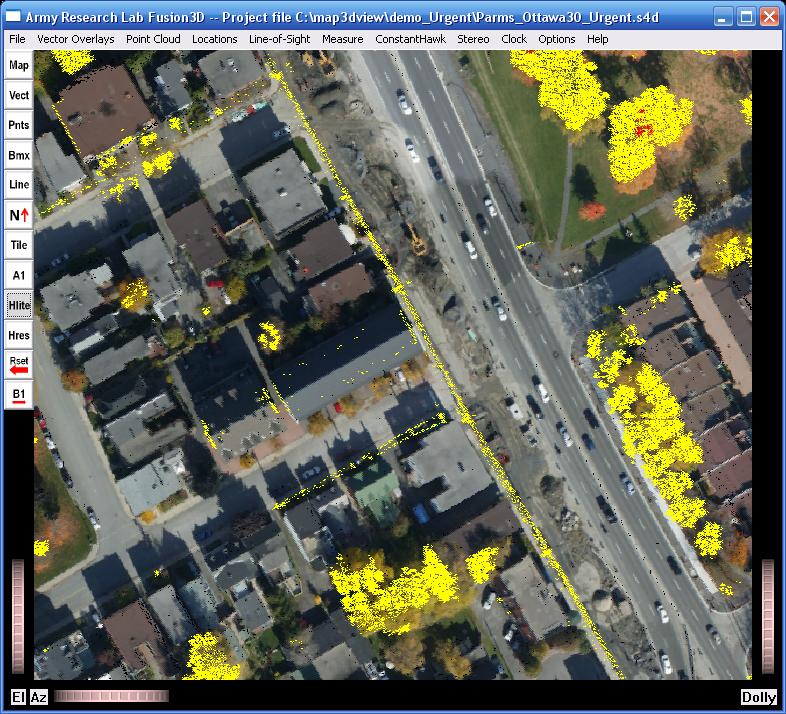 Army Research Lab Fusion3D -- Project file C:\map3dview\demo_Urgent\Parms_Ottawa30_Urgent.s4d
File Vector Overlays Point Cloud Locations Line-of-Sight Measure ConstantHawk Stereo Clock Options Help
Map
Vect
Pnts
Bmx
Line
N
Tile
A1
Hlite
Hres
Rset
B1
El Az Dolly